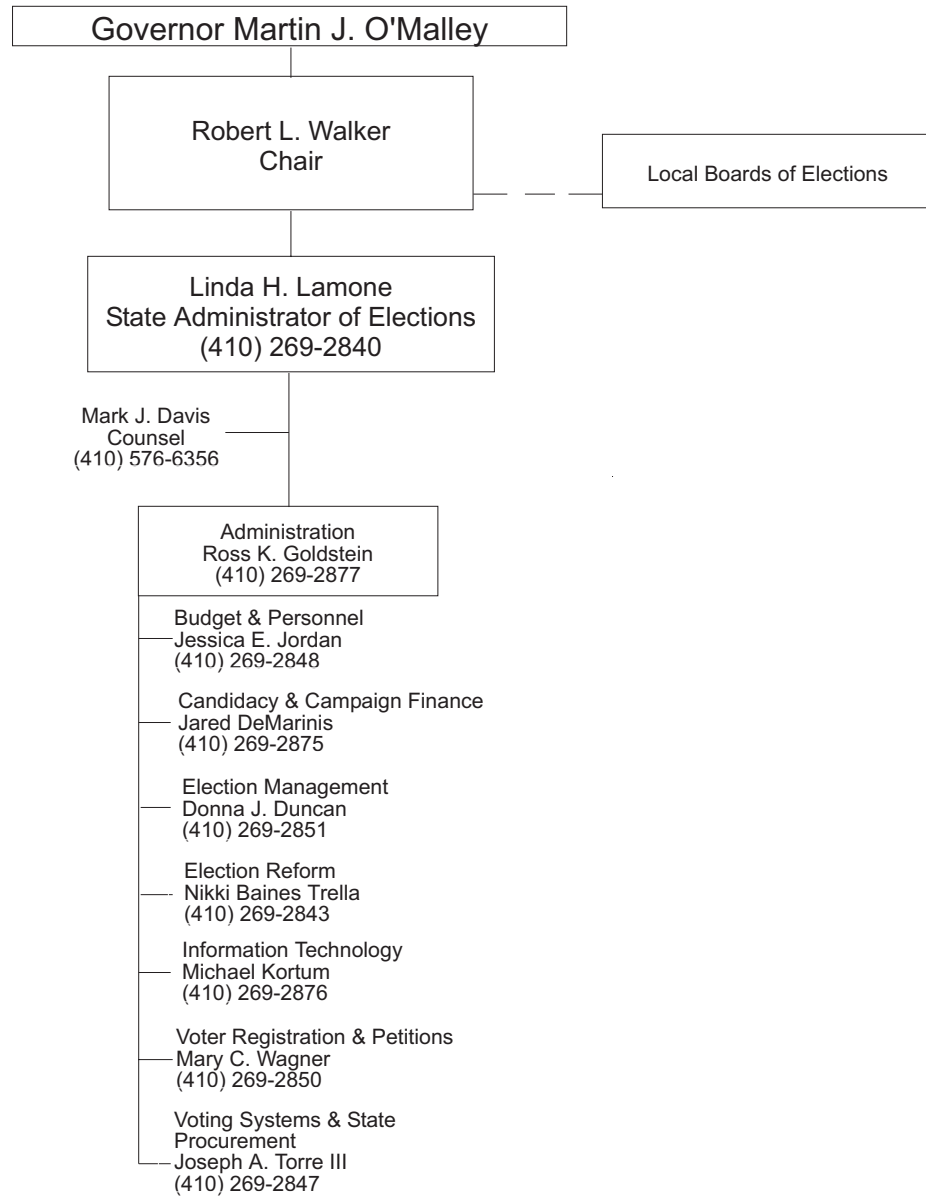 Governor Martin J. O'Malley
Robert L. Walker
Chair
Local Boards of Elections
Linda H. Lamone
State Administrator of Elections
(410) 269-2840
Mark J. Davis
Counsel
(410) 576-6356
Administration
Ross K. Goldstein
(410) 269-2877
Budget & Personnel
Jessica E. Jordan
(410) 269-2848
Candidacy & Campaign Finance
Jared DeMarinis
(410) 269-2875
Election Management
Donna J. Duncan
(410) 269-2851
Election Reform
Nikki Baines Trella
(410) 269-2843
Information Technology
Michael Kortum
(410) 269-2876
Voter Registration & Petitions
Mary C. Wagner
(410) 269-2850
Voting Systems & State
Procurement
Joseph A. Torre III
(410) 269-2847